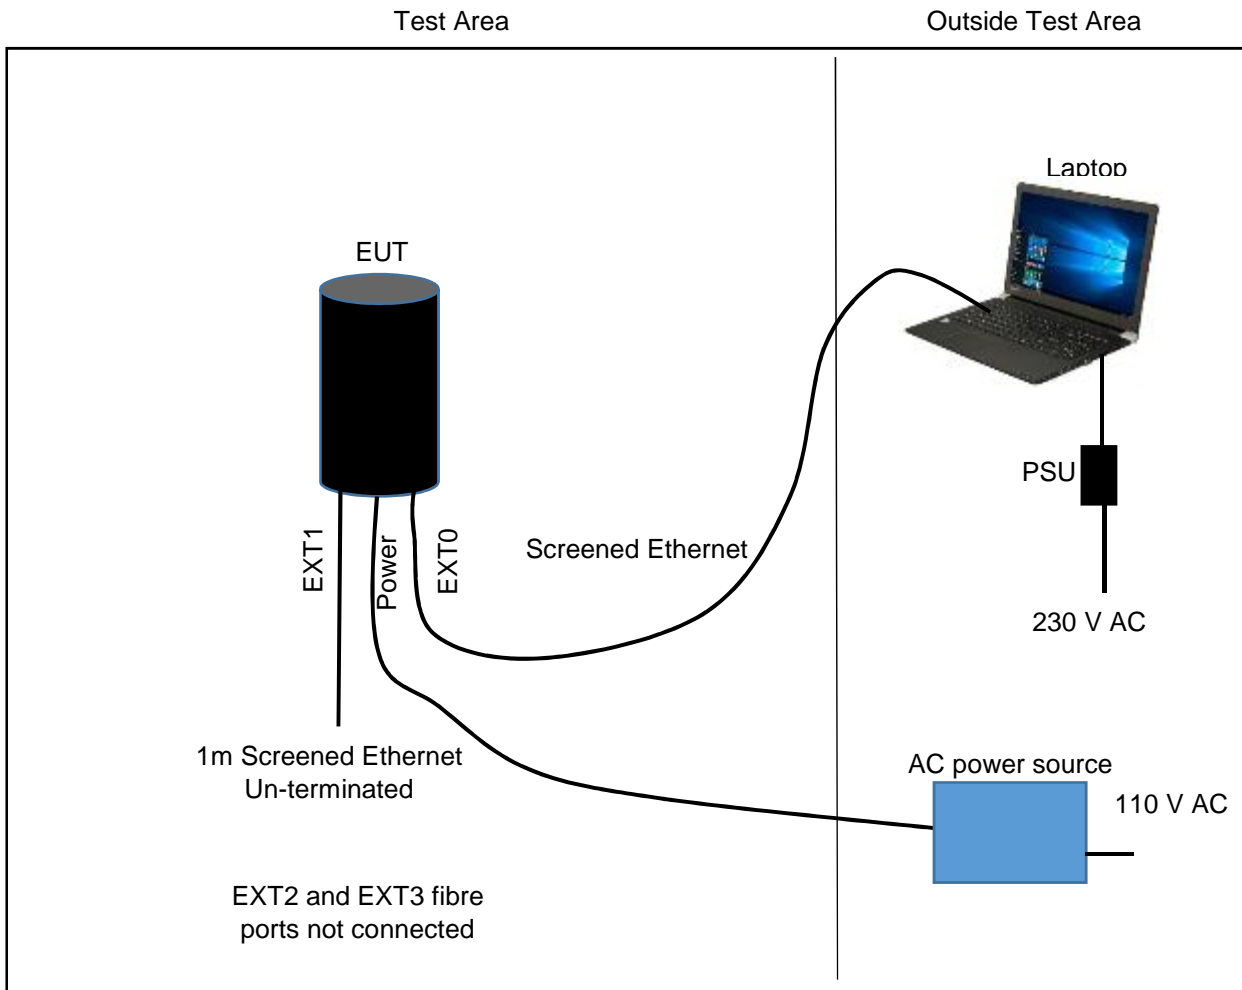 Test Area
Outside Test Area
Laptop
EUT
PSU
EXT1
Power
EXT0
Screened Ethernet
230 V AC
1m Screened Ethernet
Un-terminated
AC power source
110 V AC
EXT2 and EXT3 fibre
ports not connected